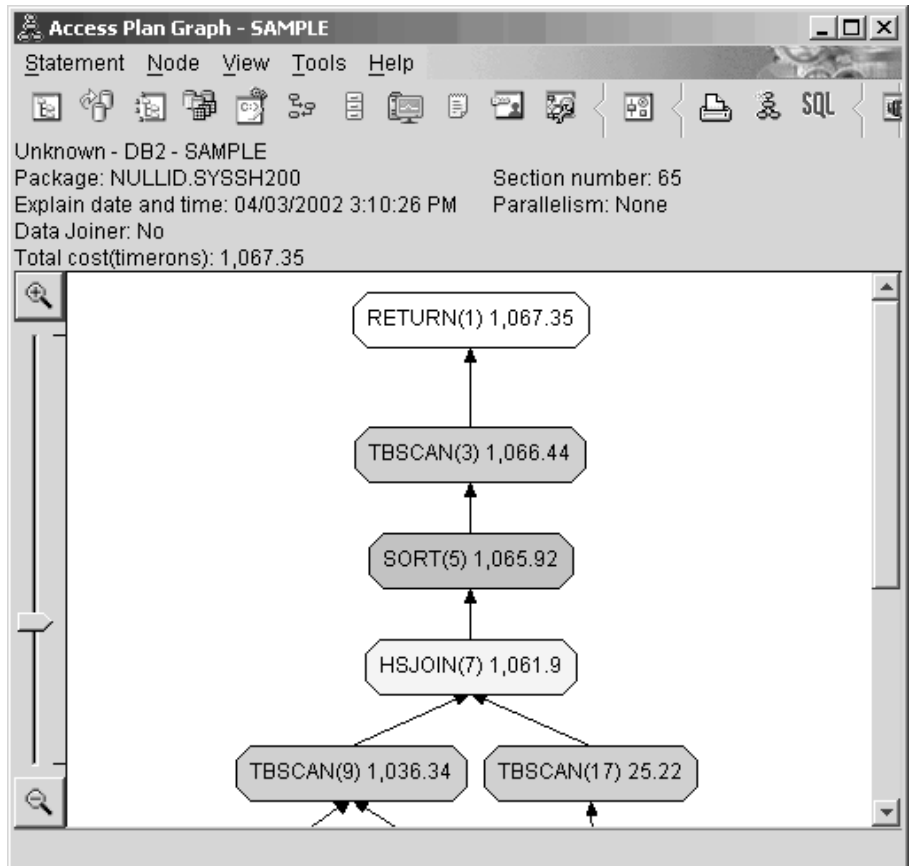 Access Plan Graph - SAMPLE
Statement Node View Tools Help
SQL
Unknown - DB2 - SAMPLE
Package: NULLID.SYSSH200 Section number: 65
Explain date and time: 04/03/2002 3:10:26 PM Parallelism: None
Data Joiner: No
Total cost(timerons): 1,067.35
RETURN(1) 1,067.35
TBSCAN(3) 1,066.44
SORT(5) 1,065.92
HSJOIN(7) 1,061.9
TBSCAN(9) 1,036.34 TBSCAN(17) 25.22